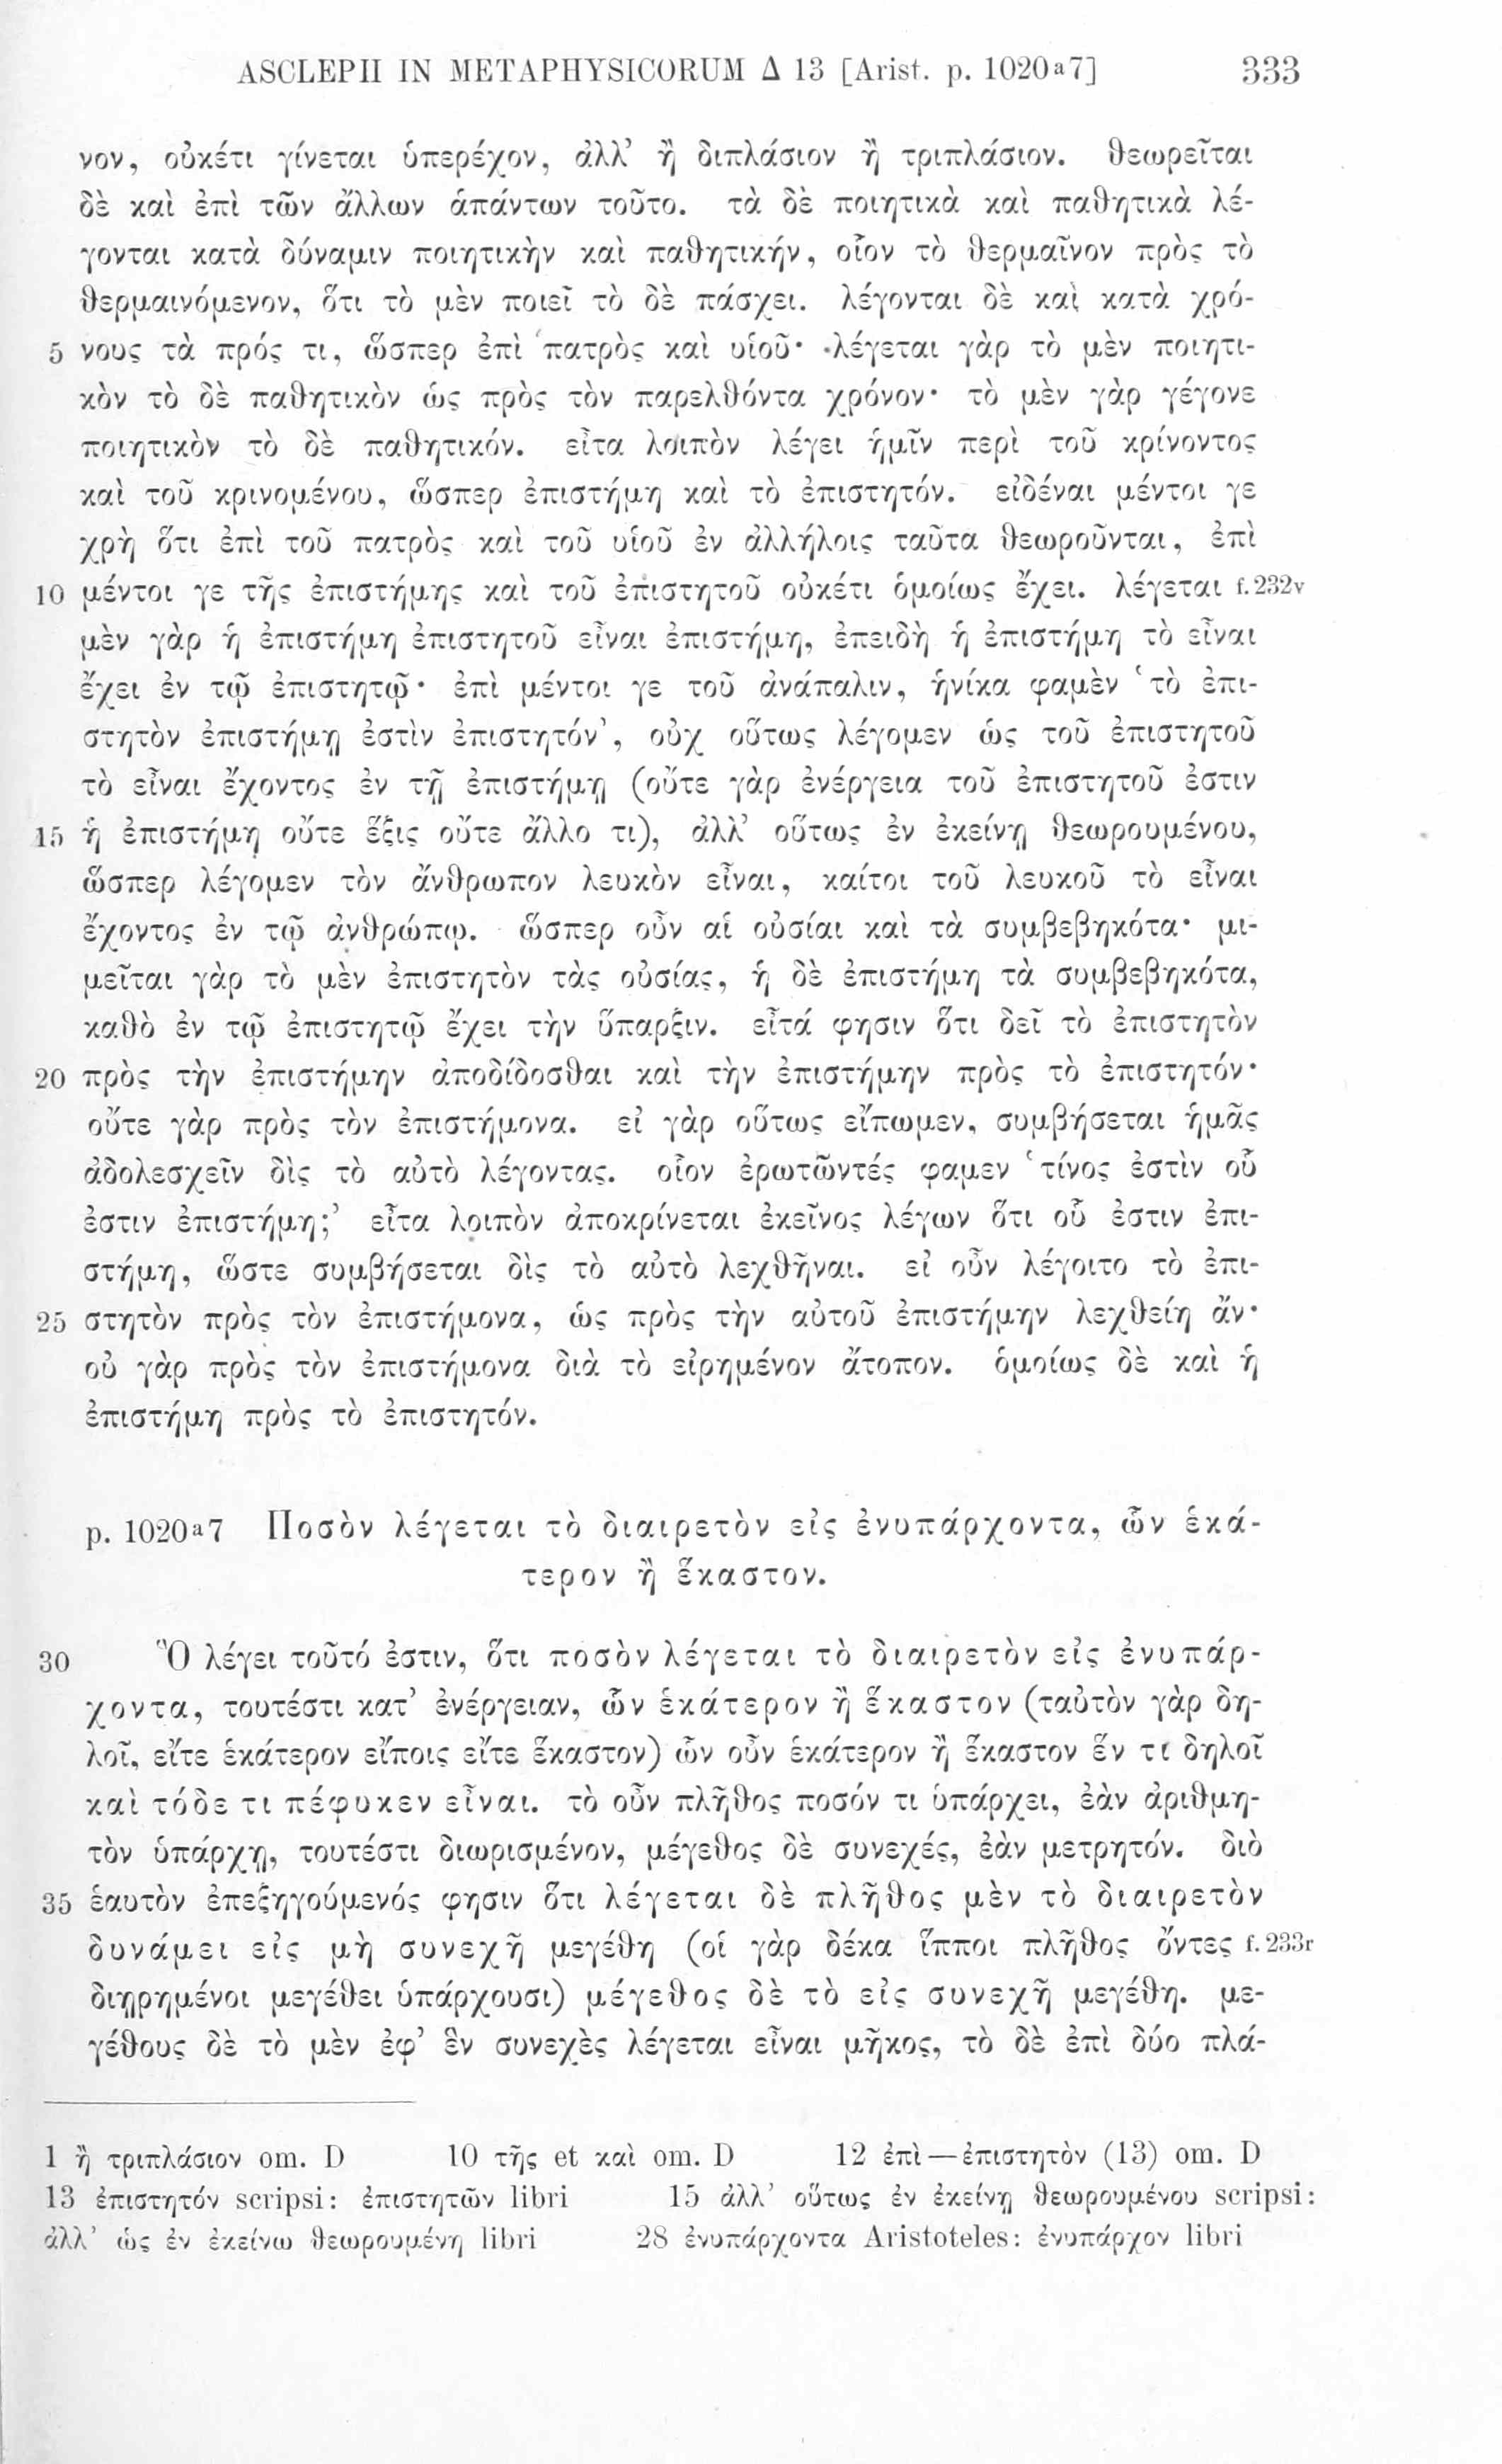 ASCLEPII IN METAPHYSICORUM Δ 13 [Arist. p. 1020a7] 333
νον, οὐκέτι γίνεται ὑπερέχον, ἀλλ’ ἢ διπλάσιον ἢ τριπλάσιον. θεωρεῖται
δὲ καὶ ἐπὶ τῶν ἄλλων ἁπάντων τοῦτο. τὰ δὲ ποιητικὰ καὶ παθητικὰ λέ-
γονται κατὰ δύναμιν ποιητικὴν καὶ παθητικήν, οἷον τὸ θερμαῖνον πρὸς τὸ
θερμαινόμενον, ὅτι τὸ μὲν ποιεῖ τὸ δὲ πάσχει. λέγονται δὲ καὶ κατὰ χρό-
5 νους τὰ πρός τι, ὥσπερ ἐπὶ πατρὸς καὶ υἱοῦ· λέγεται γὰρ τὸ μὲν ποιητι-
κὸν τὸ δὲ παθητικὸν ὡς πρὸς τὸν παρελθόντα χρόνον· τὸ μὲν γὰρ γέγονε
ποιητικὸν τὸ δὲ παθητικόν. εἶτα λοιπὸν λέγει ἡμῖν περὶ τοῦ κρίνοντος
καὶ τοῦ κρινομένου, ὥσπερ ἐπιστήμη καὶ τὸ ἐπιστητόν. εἰδέναι μέντοι γε
χρὴ ὅτι ἐπὶ τοῦ πατρὸς καὶ τοῦ υἱοῦ ἐν ἀλλήλοις ταῦτα θεωροῦνται, ἐπὶ
10 μέντοι γε τῆς ἐπιστήμης καὶ τοῦ ἐπιστητοῦ οὐκέτι ὁμοίως ἔχει. λέγεται f. 232v
μὲν γὰρ ἡ ἐπιστήμη ἐπιστητοῦ εἶναι ἐπιστήμη, ἐπειδὴ ἡ ἐπιστήμη τὸ εἶναι
ἔχει ἐν τῷ ἐπιστητῷ· ἐπὶ μέντοι γε τοῦ ἀνάπαλιν, ἡνίκα φαμὲν ‘τὸ ἐπι-
στητὸν ἐπιστήμῃ ἐστὶν ἐπιστητόν’, οὐχ οὕτως λέγομεν ὡς τοῦ ἐπιστητοῦ
τὸ εἶναι ἔχοντος ἐν τῇ ἐπιστήμῃ (οὔτε γὰρ ἐνέργεια τοῦ ἐπιστητοῦ ἐστιν
15 ἡ ἐπιστήμη οὔτε ἕξις οὔτε ἄλλο τι), ἀλλ’ οὕτως ἐν ἐκείνῃ θεωρουμένου,
ὥσπερ λέγομεν τὸν ἄνθρωπον λευκὸν εἶναι, καίτοι τοῦ λευκοῦ τὸ εἶναι
ἔχοντος ἐν τῷ ἀνθρώπῳ. ὥσπερ οὖν αἱ οὐσίαι καὶ τὰ συμβεβηκότα· μι-
μεῖται γὰρ τὸ μὲν ἐπιστητὸν τὰς οὐσίας, ἡ δὲ ἐπιστήμη τὰ συμβεβηκότα,
καθὸ ἐν τῷ ἐπιστητῷ ἔχει τὴν ὕπαρξιν. εἶτά φησιν ὅτι δεῖ τὸ ἐπιστητὸν
20 πρὸς τὴν ἐπιστήμην ἀποδίδοσθαι καὶ τὴν ἐπιστήμην πρὸς τὸ ἐπιστητόν·
οὔτε γὰρ πρὸς τὸν ἐπιστήμονα. εἰ γὰρ οὕτως εἴπωμεν, συμβήσεται ἡμᾶς
ἀδολεσχεῖν δὶς τὸ αὐτὸ λέγοντας. οἷον ἐρωτῶντές φαμεν ‘τίνος ἐστὶν οὗ
ἐστιν ἐπιστήμη;’ εἶτα λοιπὸν ἀποκρίνεται ἐκεῖνος λέγων ὅτι οὗ ἐστιν ἐπι-
στήμη, ὥστε συμβήσεται δὶς τὸ αὐτὸ λεχθῆναι. εἰ οὖν λέγοιτο τὸ ἐπι-
25 στητὸν πρὸς τὸν ἐπιστήμονα, ὡς πρὸς τὴν αὐτοῦ ἐπιστήμην λεχθείη ἄν·
οὐ γὰρ πρὸς τὸν ἐπιστήμονα διὰ τὸ εἰρημένον ἄτοπον. ὁμοίως δὲ καὶ ἡ
ἐπιστήμη πρὸς τὸ ἐπιστητόν.
p. 1020a7 Ποσὸν λέγεται τὸ διαιρετὸν εἰς ἐνυπάρχοντα, ὧν ἑκά-
τερον ἢ ἕκαστον.
30 Ὃ λέγει τοῦτό ἐστιν, ὅτι ποσὸν λέγεται τὸ διαιρετὸν εἰς ἐνυπάρ-
χοντα, τουτέστι κατ’ ἐνέργειαν, ὧν ἑκάτερον ἢ ἕκαστον (ταὐτὸν γὰρ δη-
λοῖ, εἴτε ἑκάτερον εἴποις εἴτε ἕκαστον) ὧν οὖν ἑκάτερον ἢ ἕκαστον ἕν τι δηλοῖ
καὶ τόδε τι πέφυκεν εἶναι. τὸ οὖν πλῆθος ποσόν τι ὑπάρχει, ἐὰν ἀριθμη-
τὸν ὑπάρχῃ, τουτέστι διωρισμένον, μέγεθος δὲ συνεχές, ἐὰν μετρητόν. διὸ
35 ἑαυτὸν ἐπεξηγούμενός φησιν ὅτι λέγεται δὲ πλῆθος μὲν τὸ διαιρετὸν
δυνάμει εἰς μὴ συνεχῆ μεγέθη (οἱ γὰρ δέκα ἵπποι πλῆθος ὄντες f. 233r
διῃρημένοι μεγέθει ὑπάρχουσι) μέγεθος δὲ τὸ εἰς συνεχῆ μεγέθη. με-
γέθους δὲ τὸ μὲν ἐφ’ ἓν συνεχὲς λέγεται εἶναι μῆκος, τὸ δὲ ἐπὶ δύο πλά-
1 ἢ τριπλάσιον om. D 10 τῆς et καὶ om. D 12 ἐπὶ—ἐπιστητὸν (13) om. D
13 ἐπιστητόν scripsi: ἐπιστητῶν libri 15 ἀλλ’ οὕτως ἐν ἐκείνῃ θεωρουμένου scripsi:
ἀλλ’ ὡς ἐν ἐκείνω θεωρουμένη libri 28 ἐνυπάρχοντα Aristoteles: ἐνυπάρχον libri